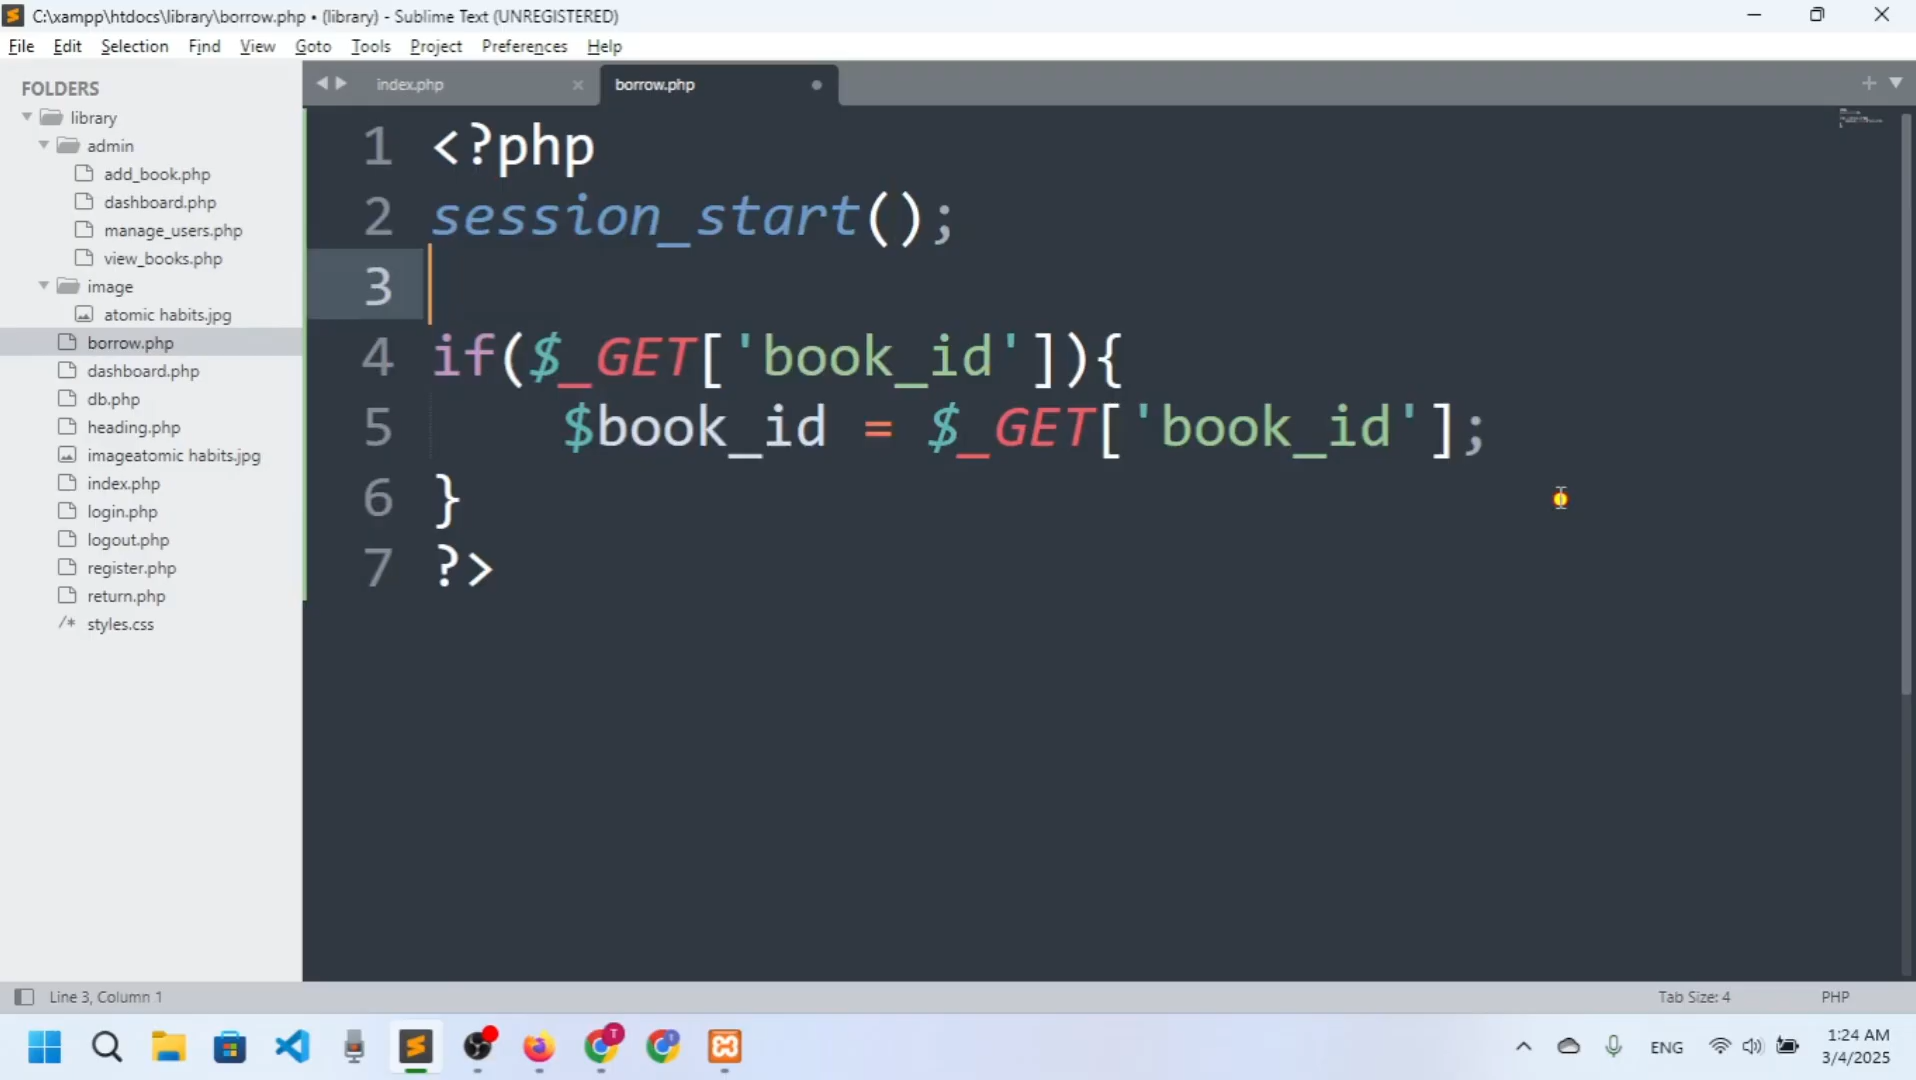 C:\xampp\htdocs\library\borrow.php • (library) - Sublime Text (UNREGISTERED)
File Edit Selection Find View Goto Tools Project Preferences Help
FOLDERS
library
admin
add_book.php
dashboard.php
manage_users.php
view_books.php
image
atomic habits.jpg
borrow.php
dashboard.php
db.php
heading.php
imageatomic habits.jpg
index.php
login.php
logout.php
register.php
return.php
/* styles.css
index.php
borrow.php
1 <?php
2 session_start();
3
4 if($_GET['book_id']){
5 $book_id = $_GET['book_id'];
6 }
7 ?>
Line 3, Column 1
Tab Size: 4
PHP
T
ENG
1:24 AM
3/4/2025